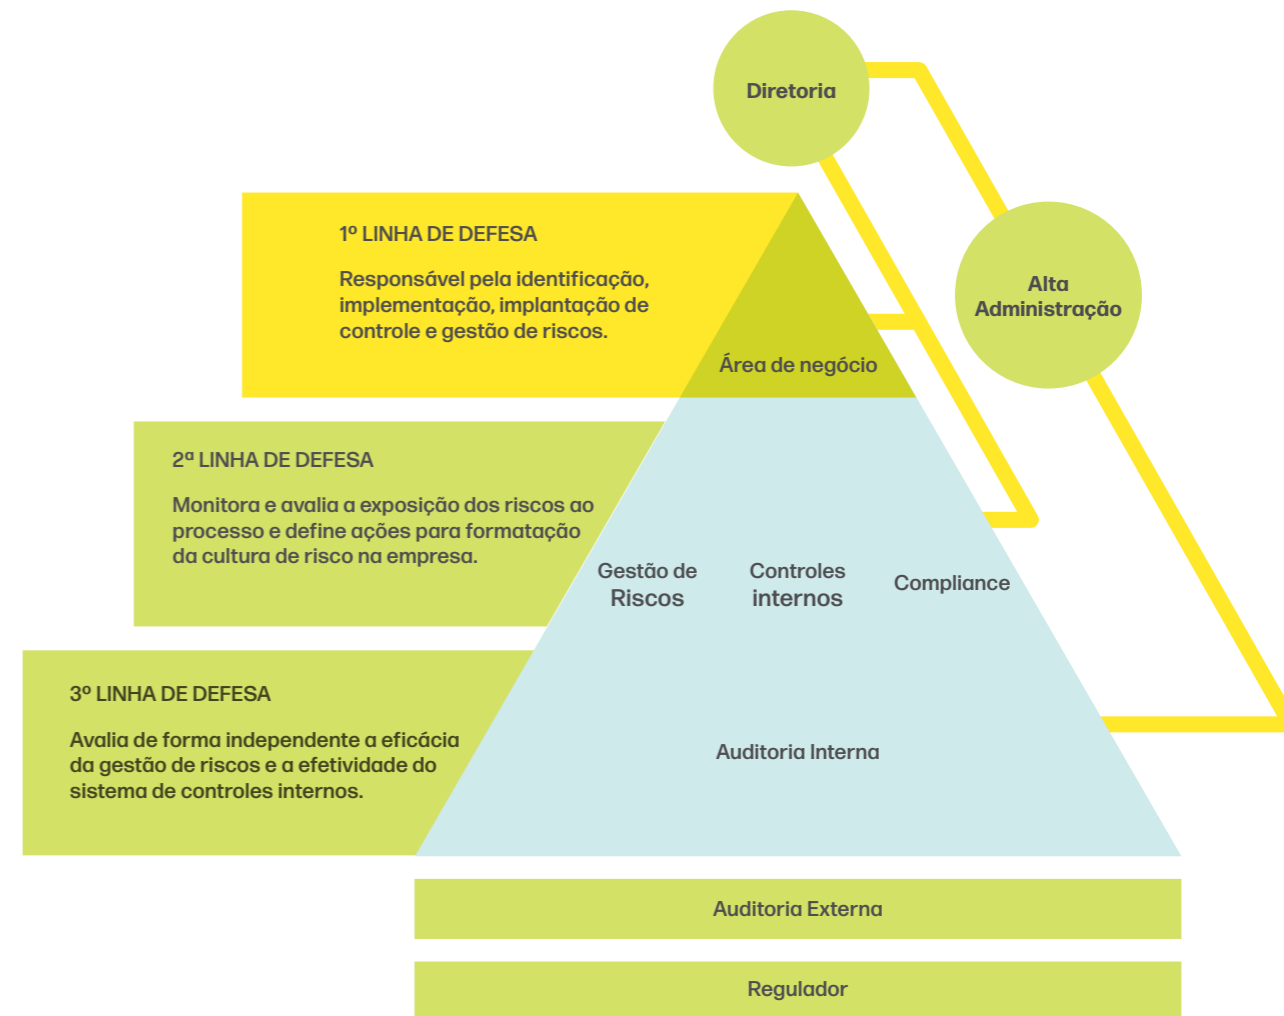 Diretoria
Alta
Administração
1º LINHA DE DEFESA
Responsável pela identificação,
implementação, implantação de
controle e gestão de riscos.
Área de negócio
2ª LINHA DE DEFESA
Monitora e avalia a exposição dos riscos ao
processo e define ações para formatação
da cultura de risco na empresa.
Gestão de
Riscos
Controles
internos
Compliance
3º LINHA DE DEFESA
Avalia de forma independente a eficácia
da gestão de riscos e a efetividade do
sistema de controles internos.
Auditoria Interna
Auditoria Externa
Regulador